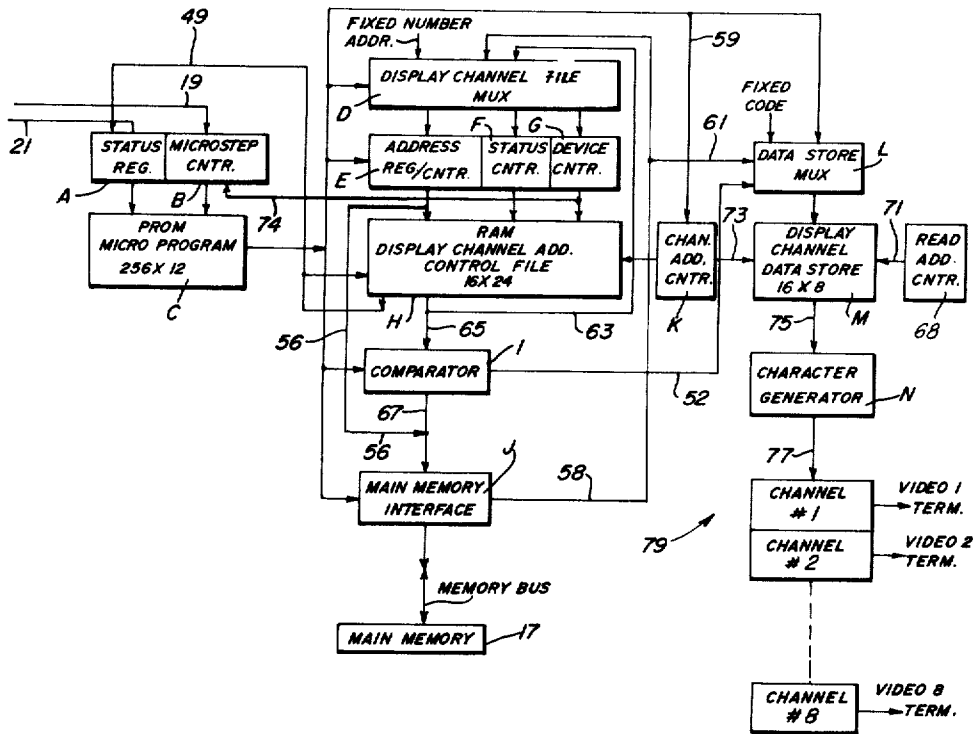 49
19
21
STATUS
REG.
MICROSTEP
CNTR.
A
B
74
PROM
MICRO PROGRAM
256 X 12
C
FIXED NUMBER
ADDR.
DISPLAY CHANNEL FILE
MUX
D
F
G
ADDRESS
REG/CNTR.
STATUS
CNTR.
DEVICE
CNTR.
E
RAM
DISPLAY CHANNEL ADD.
CONTROL FILE
16 X 24
H
56
65
63
I
COMPARATOR
52
67
56
J
MAIN MEMORY
INTERFACE
58
MEMORY BUS
MAIN MEMORY
17
59
FIXED
CODE
61
DATA STORE
MUX
L
73
71
CHAN.
ADD.
CNTR.
K
DISPLAY
CHANNEL
DATA STORE
16 X 8
M
READ
ADD.
CNTR.
68
75
CHARACTER
GENERATOR
N
77
79
CHANNEL
#1
VIDEO 1
TERM.
CHANNEL
#2
VIDEO 2
TERM.
CHANNEL
#8
VIDEO 8
TERM.